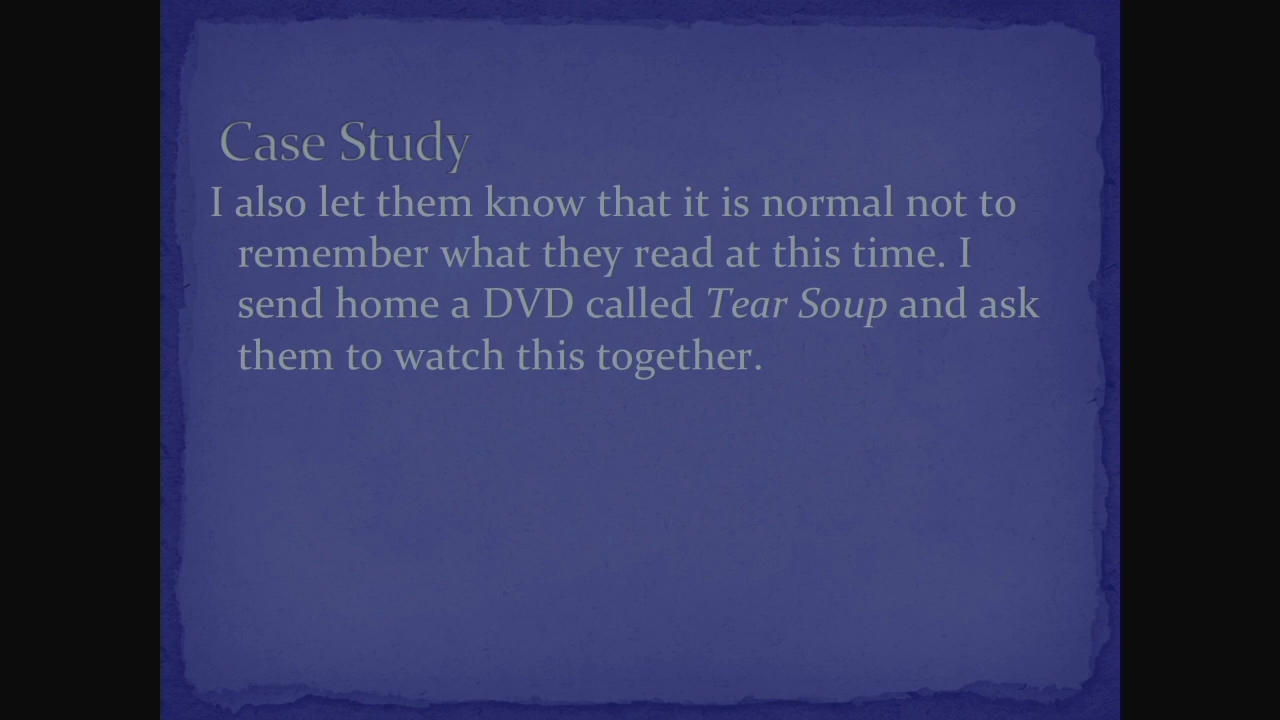 Case Study
I also let them know that it is normal not to
remember what they read at this time. I
send home a DVD called Tear Soup and ask
them to watch this together.